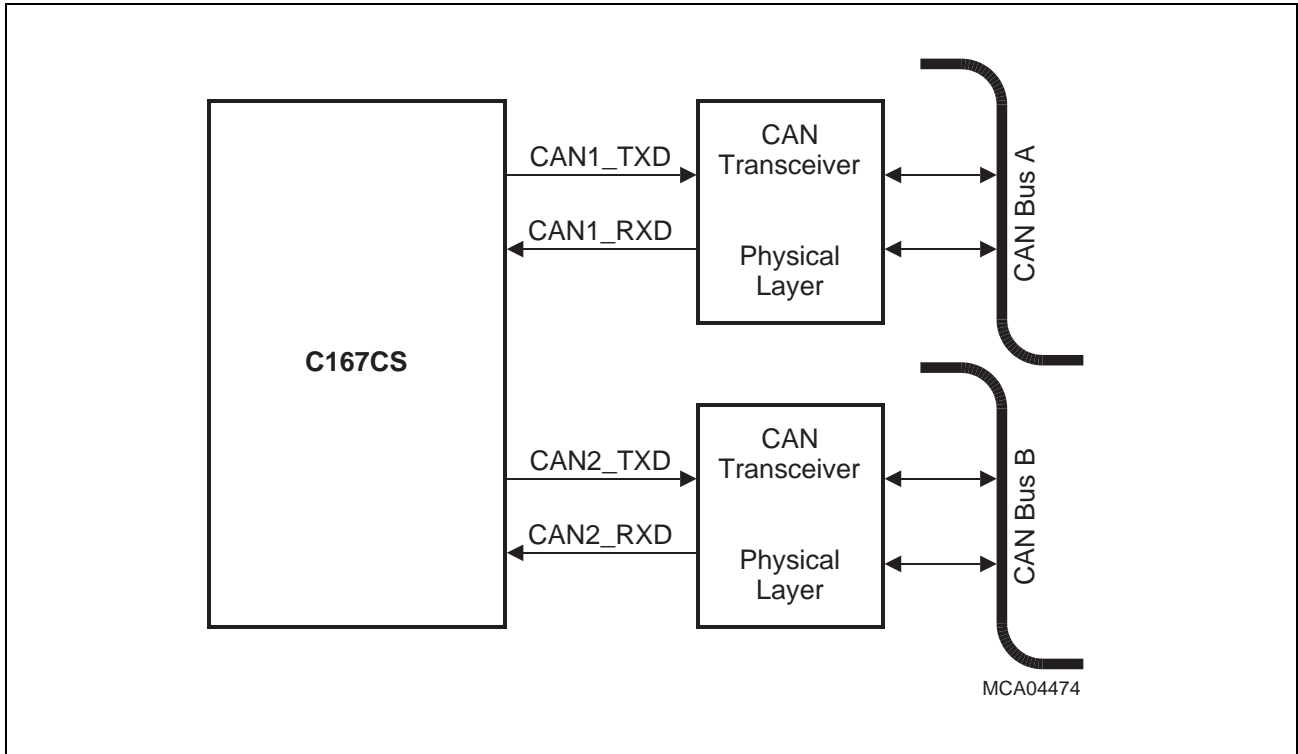 C167CS
CAN1_TXD
CAN1_RXD
CAN
Transceiver
Physical
Layer
CAN Bus A
CAN2_TXD
CAN2_RXD
CAN
Transceiver
Physical
Layer
CAN Bus B
MCA04474